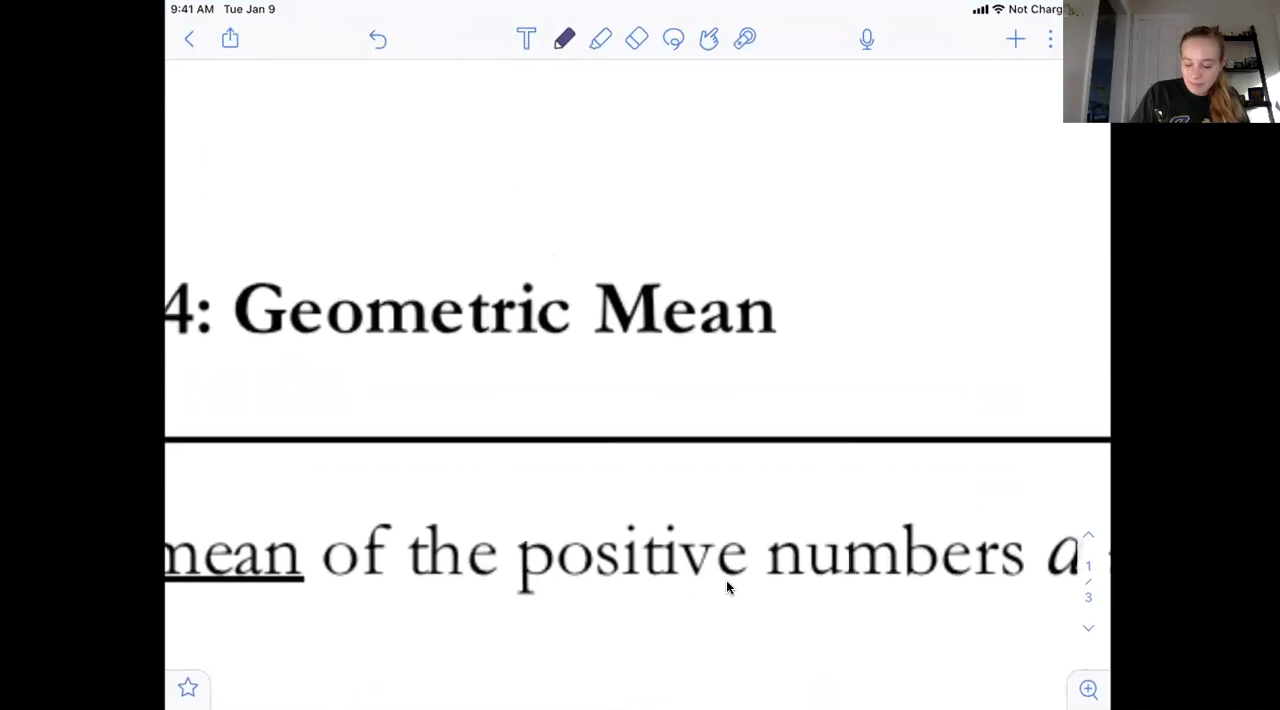 9:41 AM Tue Jan 9
Not Charg
T
4: Geometric Mean
mean of the positive numbers a
1
/
3